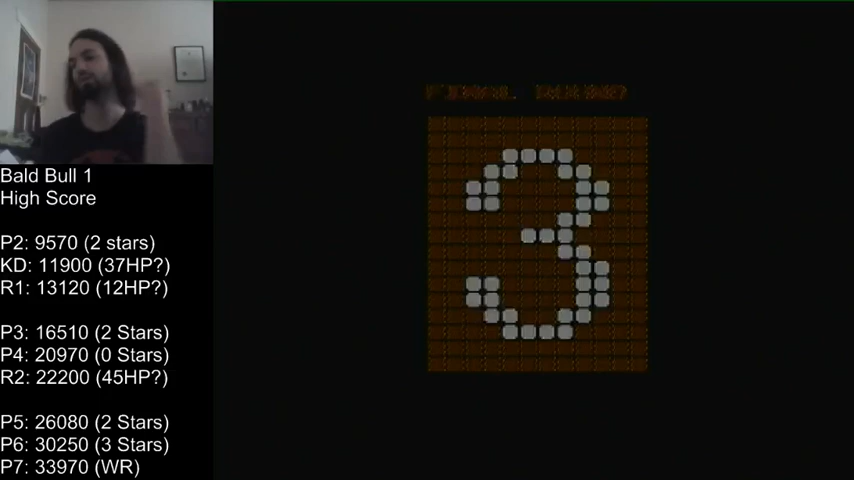 Bald Bull 1
High Score
P2: 9570 (2 stars)
KD: 11900 (37HP?)
R1: 13120 (12HP?)
P3: 16510 (2 Stars)
P4: 20970 (0 Stars)
R2: 22200 (45HP?)
P5: 26080 (2 Stars)
P6: 30250 (3 Stars)
P7: 33970 (WR)
FINAL ROUND
3